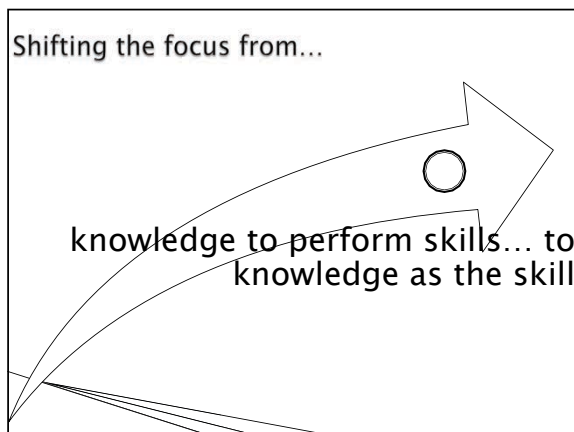 Shifting the focus from...
knowledge to perform skills... to
knowledge as the skill